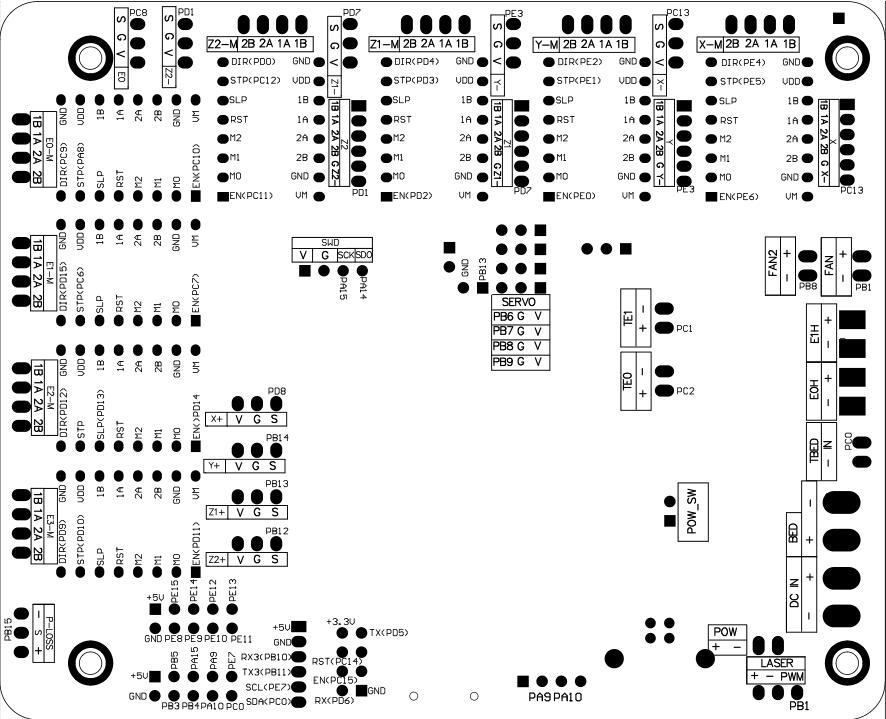 PC8
PD1
S G V E0
S G V Z2-
Z2-M 2B 2A 1A 1B
PD7
S G V Z1-
Z1-M 2B 2A 1A 1B
PE3
S G V Y-
Y-M 2B 2A 1A 1B
PC13
S G V X-
X-M 2B 2A 1A 1B
DIR(PD0) GND
STP(PC12) VDD
SLP 1B
RST 1A
M2 2A
M1 2B
M0 GND
EN(PC11) VM
1B 1A 2A 2B G Z2-
Z2
PD1
DIR(PD4) GND
STP(PD3) VDD
SLP 1B
RST 1A
M2 2A
M1 2B
M0 GND
EN(PD2) VM
1B 1A 2A 2B G Z1-
Z1
PD7
DIR(PE2) GND
STP(PE1) VDD
SLP 1B
RST 1A
M2 2A
M1 2B
M0 GND
EN(PE0) VM
1B 1A 2A 2B G Y-
Y
PE3
DIR(PE4) GND
STP(PE5) VDD
SLP 1B
RST 1A
M2 2A
M1 2B
M0 GND
EN(PE6) VM
1B 1A 2A 2B G X-
X
PC13
1B 1A 2A 2B
E0-M
GND VDD 1B 1A 2A 2B GND VM
DIR(PC9) STP(PA8) SLP RST M2 M1 M0 EN(PC10)
1B 1A 2A 2B
E1-M
GND VDD 1B 1A 2A 2B GND VM
DIR(PD15) STP(PC6) SLP RST M2 M1 M0 EN(PC7)
1B 1A 2A 2B
E2-M
GND VDD 1B 1A 2A 2B GND VM
DIR(PD12) STP SLP(PD13) RST M2 M1 M0 EN()PD14
1B 1A 2A 2B
E3-M
GND VDD 1B 1A 2A 2B GND VM
DIR(PD9) STP(PD10) SLP RST M2 M1 M0 EN(PD11)
SWD
V G SCK SDO
PA15 PA14
GND PB13
SERVO
PB6 G V
PB7 G V
PB8 G V
PB9 G V
FAN2 - +
PB8
FAN - +
PB1
TE1 - +
PC1
TE0 + -
PC2
E1H + -
E0H + -
TBED IN
PC0
POW_SW
BED - +
DC IN + -
PD8
X+ V G S
PB14
Y+ V G S
PB13
Z1+ V G S
PB12
Z2+ V G S
PB15
- S +
P-LOSS
+5V PE15 PE14 PE12 PE13
GND PE8 PE9 PE10 PE11
+5V PB5 PA15 PA9 PE7
GND PB3 PB4 PA10 PC0
+5V
GND
RX3(PB10)
TX3(PB11)
SCL(PE7)
SDA(PC0)
+3.3V
TX(PD5)
RST(PC14)
EN(PC15)
GND
RX(PD6)
PA9 PA10
POW
+ -
LASER
+ - PWM
PB1